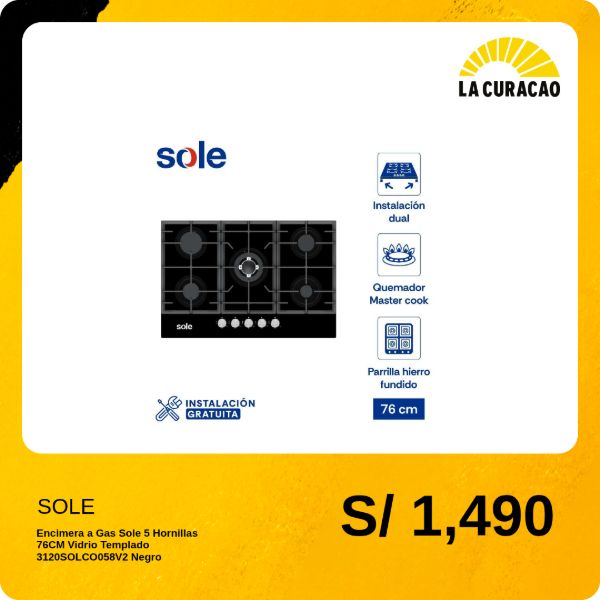 LA CURACAO
sole
Instalación
dual
Quemador
Master cook
Parrilla hierro
fundido
76 cm
sole
INSTALACIÓN
GRATUITA
SOLE
Encimera a Gas Sole 5 Hornillas
76CM Vidrio Templado
3120SOLCO058V2 Negro
S/ 1,490